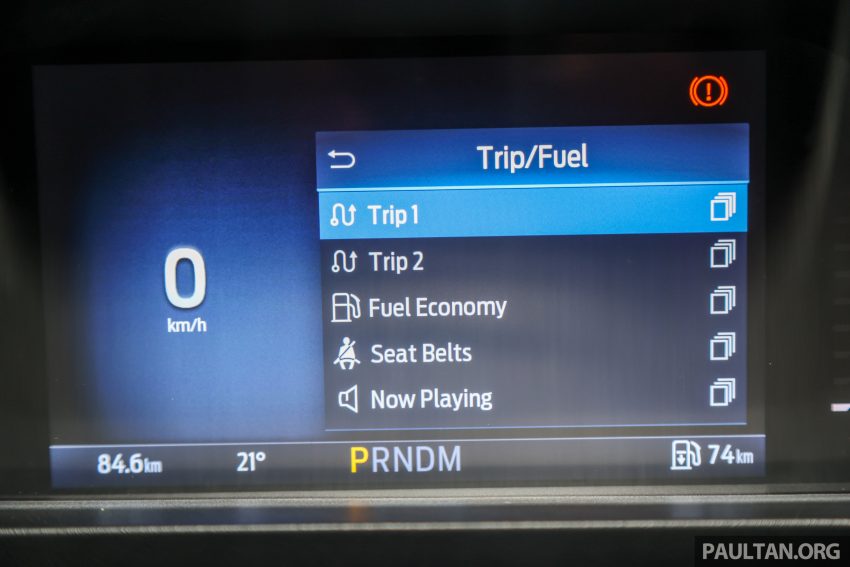 Trip/Fuel
Trip 1
Trip 2
Fuel Economy
Seat Belts
Now Playing
0
km/h
84.6km 21° PRNDM 74km
PAULTAN.ORG